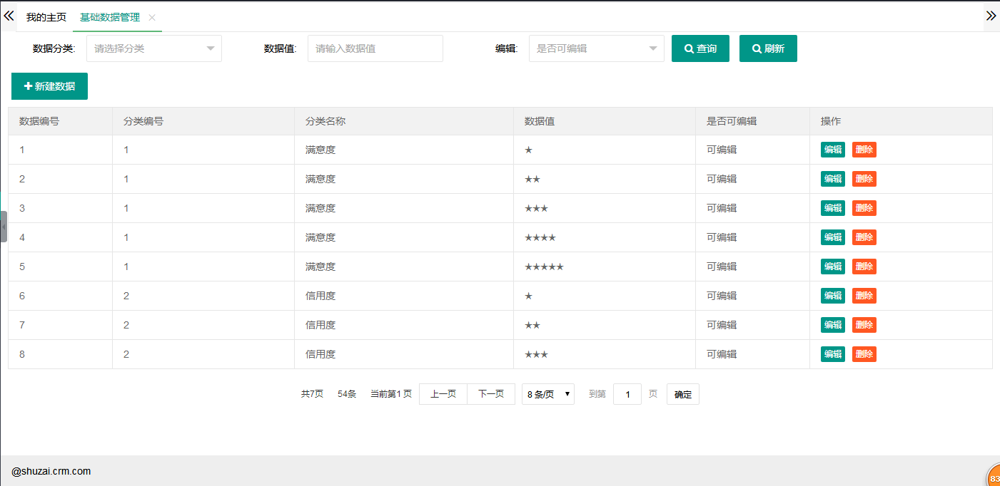 我的主页 基础数据管理
数据分类: 请选择分类 数据值: 请输入数据值 编辑: 是否可编辑 查询 刷新
新建数据
数据编号 分类编号 分类名称 数据值 是否可编辑 操作
1 1 满意度 ★ 可编辑 编辑 删除
2 1 满意度 ★★ 可编辑 编辑 删除
3 1 满意度 ★★★ 可编辑 编辑 删除
4 1 满意度 ★★★★ 可编辑 编辑 删除
5 1 满意度 ★★★★★ 可编辑 编辑 删除
6 2 信用度 ★ 可编辑 编辑 删除
7 2 信用度 ★★ 可编辑 编辑 删除
8 2 信用度 ★★★ 可编辑 编辑 删除
共7页 54条 当前第1 页 上一页 下一页 8 条/页 到第 1 页 确定
@shuzai.crm.com
83